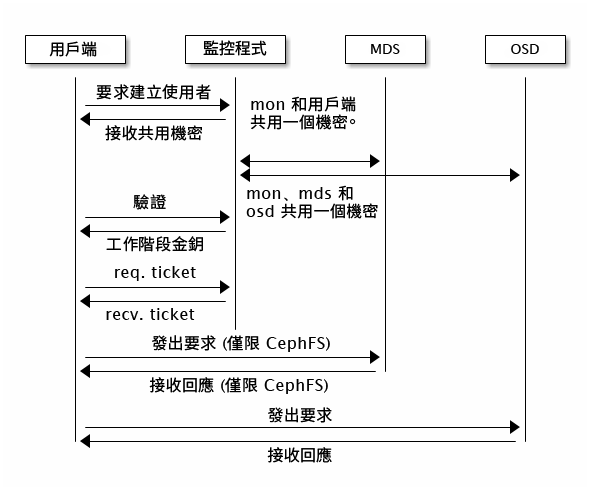 用戶端
監控程式
MDS
OSD
要求建立使用者
接收共用機密
mon 和用戶端
共用一個機密。
mon、mds 和
osd 共用一個機密
驗證
工作階段金鑰
req. ticket
recv. ticket
發出要求 (僅限 CephFS)
接收回應 (僅限 CephFS)
發出要求
接收回應